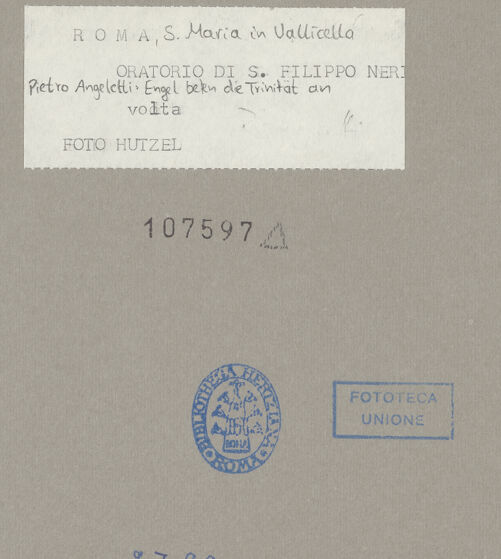 ROMA, S. Maria in Vallicella
ORATORIO DI S. FILIPPO NERI
Pietro Angeletti: Engel beten die Trinität an
volta
FOTO HUTZEL
107597
BIBLIOTHECA HERTZIANA
ROMA
FOTOTECA
UNIONE